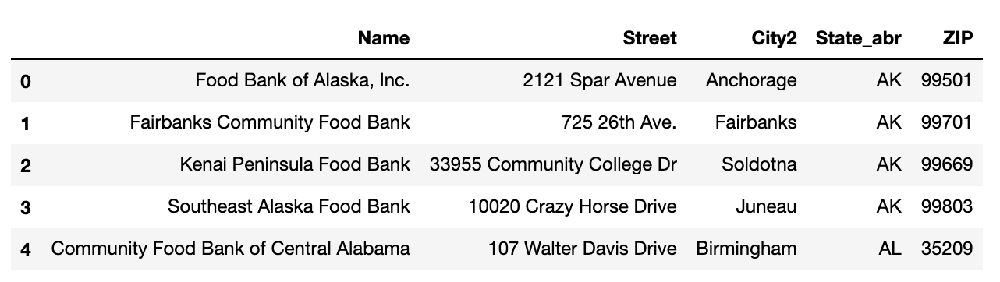 Name Street City2 State_abr ZIP
0 Food Bank of Alaska, Inc. 2121 Spar Avenue Anchorage AK 99501
1 Fairbanks Community Food Bank 725 26th Ave. Fairbanks AK 99701
2 Kenai Peninsula Food Bank 33955 Community College Dr Soldotna AK 99669
3 Southeast Alaska Food Bank 10020 Crazy Horse Drive Juneau AK 99803
4 Community Food Bank of Central Alabama 107 Walter Davis Drive Birmingham AL 35209